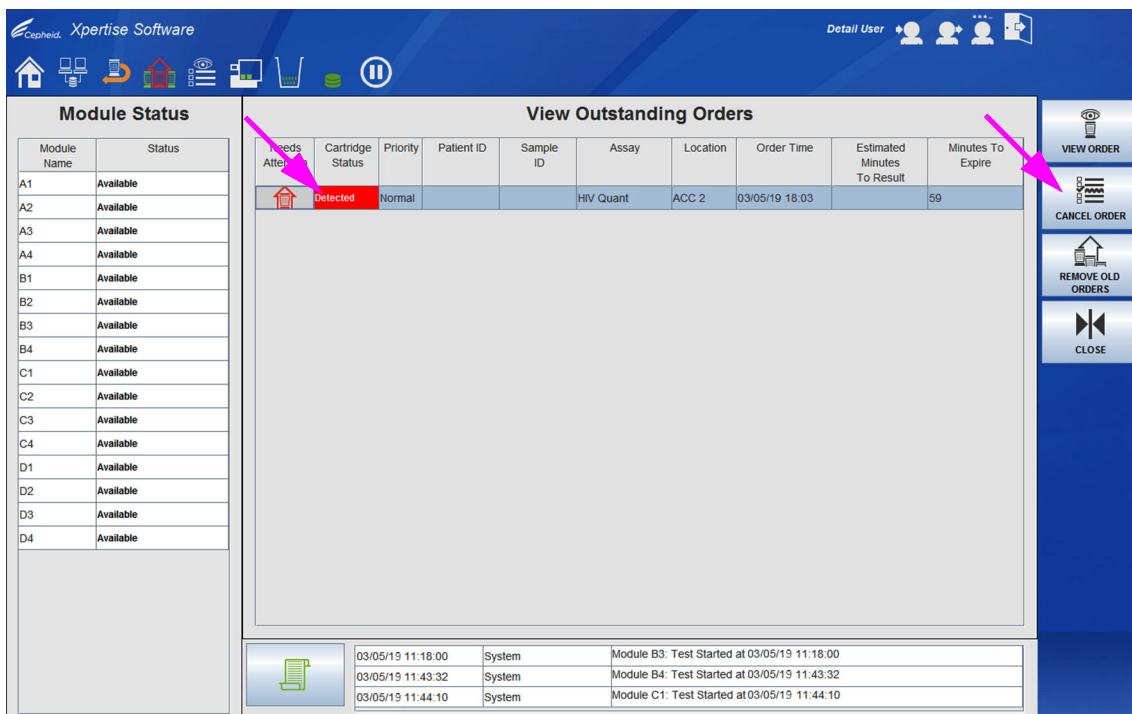 Cepheid. Xpertise Software
Detail User
Module Status
Module Name Status
A1 Available
A2 Available
A3 Available
A4 Available
B1 Available
B2 Available
B3 Available
B4 Available
C1 Available
C2 Available
C3 Available
C4 Available
D1 Available
D2 Available
D3 Available
D4 Available
View Outstanding Orders
Needs Cartridge Status Priority Patient ID Sample ID Assay Location Order Time Estimated Minutes To Result Minutes To Expire
Detected Normal HIV Quant ACC 2 03/05/19 18:03 59
03/05/19 11:18:00 System Module B3: Test Started at 03/05/19 11:18:00
03/05/19 11:43:32 System Module B4: Test Started at 03/05/19 11:43:32
03/05/19 11:44:10 System Module C1: Test Started at 03/05/19 11:44:10
VIEW ORDER
CANCEL ORDER
REMOVE OLD
ORDERS
CLOSE